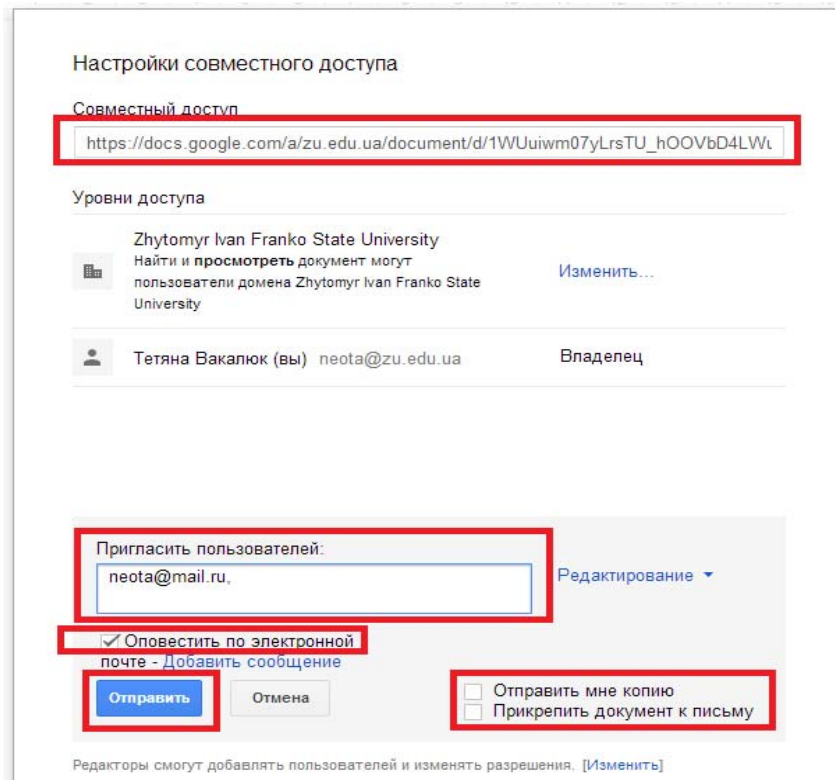 Настройки совместного доступа
Совместный доступ
https://docs.google.com/a/zu.edu.ua/document/d/1WUuiwm07yLrsTU_hOOVbD4LWu
Уровни доступа
Zhytomyr Ivan Franko State University
Найти и просмотреть документ могут
пользователи домена Zhytomyr Ivan Franko State
University
Изменить...
Тетяна Вакалюк (вы) neota@zu.edu.ua Владелец
Пригласить пользователей:
neota@mail.ru,
Редактирование
Оповестить по электронной
почте - Добавить сообщение
Отправить Отмена
Отправить мне копию
Прикрепить документ к письму
Редакторы смогут добавлять пользователей и изменять разрешения. [Изменить]